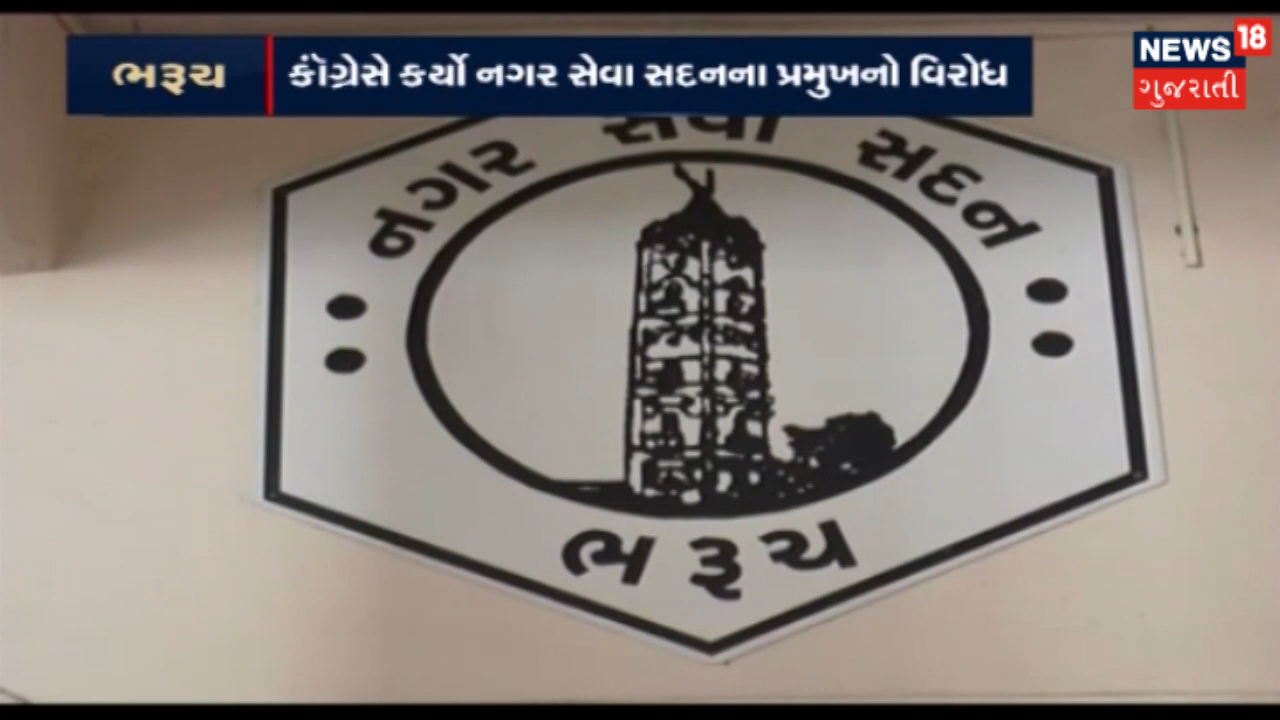 ભરૂચ
કૉંગ્રેસે કર્યો નગર સેવા સદનના પ્રમુખનો વિરોધ
NEWS 18
ગુજરાતી
નગર સેવા સદન
ભરૂચ